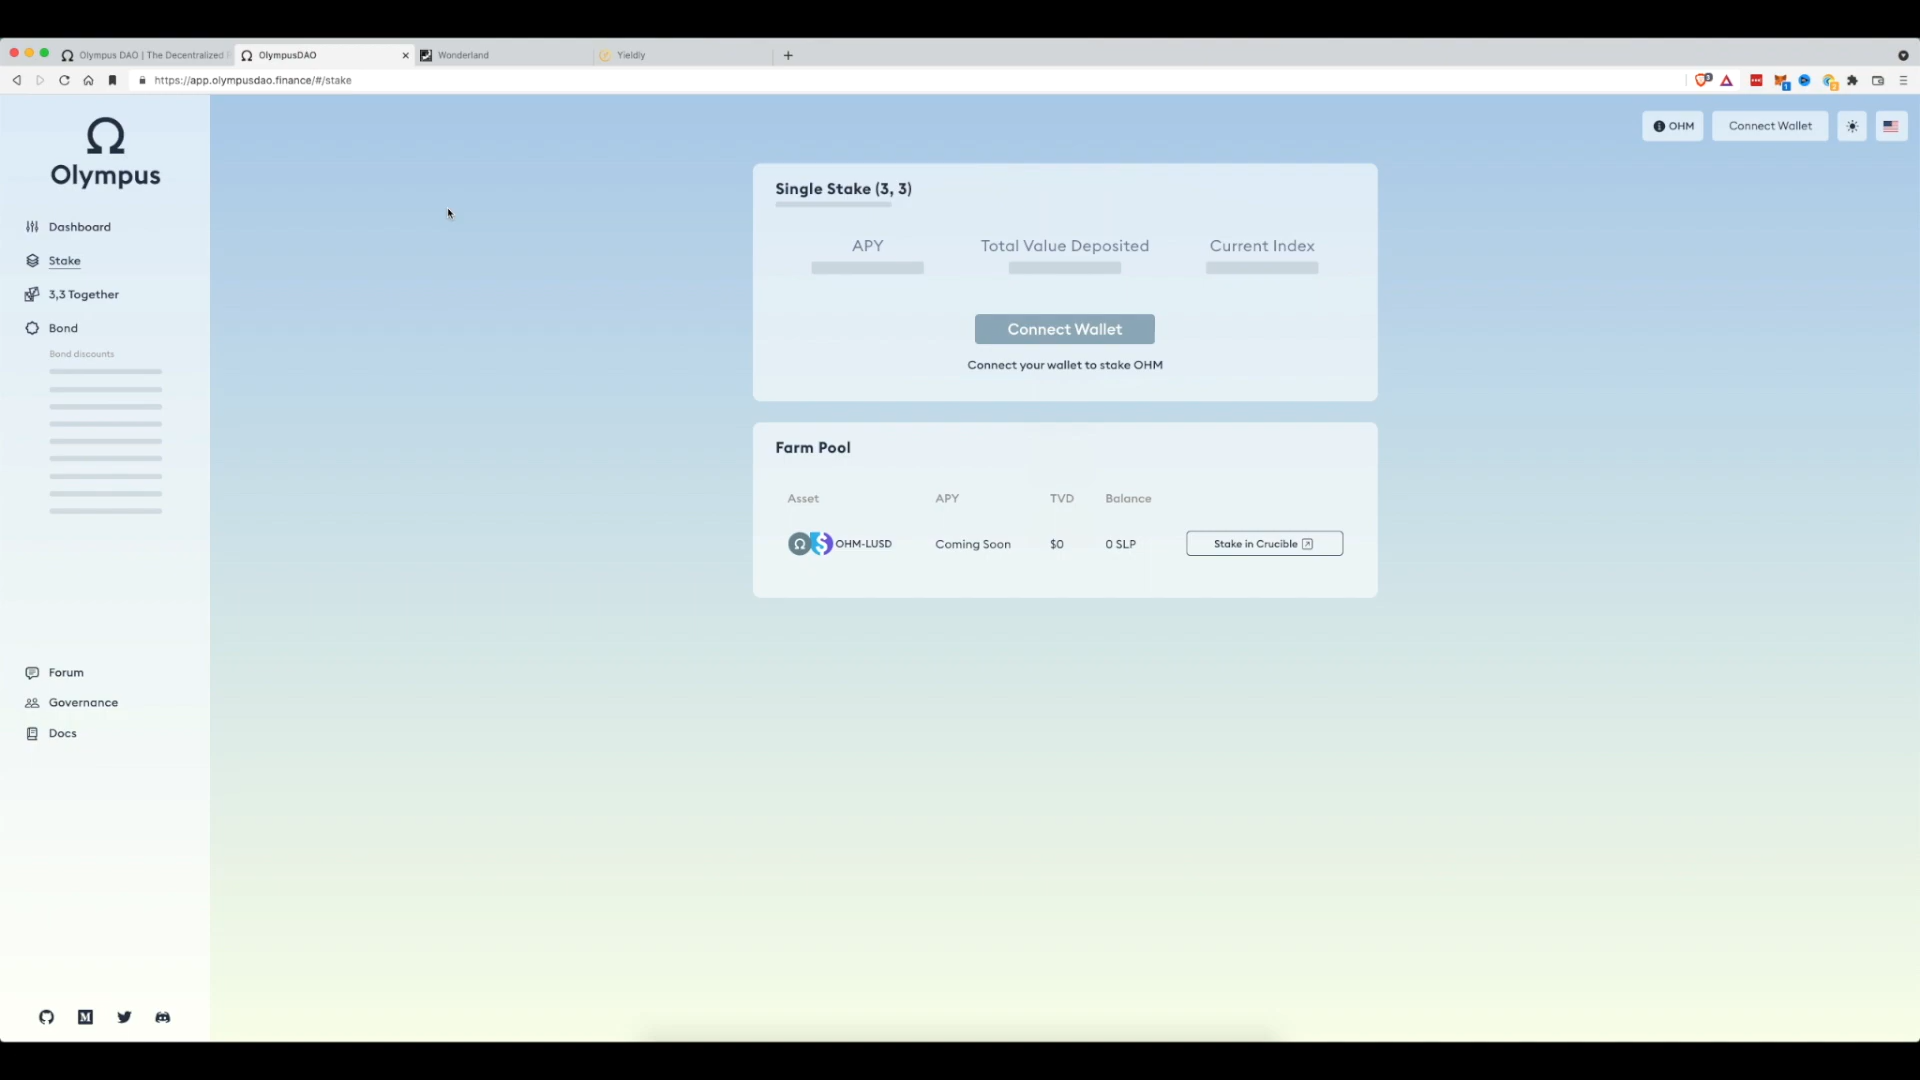 Olympus DAO | The Decentralized
OlympusDAO
Wonderland
Yieldly
https://app.olympusdao.finance/#/stake
Olympus
Dashboard
Stake
3,3 Together
Bond
Bond discounts
Forum
Governance
Docs
OHM
Connect Wallet
Single Stake (3, 3)
APY
Total Value Deposited
Current Index
Connect Wallet
Connect your wallet to stake OHM
Farm Pool
Asset APY TVD Balance
OHM-LUSD Coming Soon $0 0 SLP Stake in Crucible